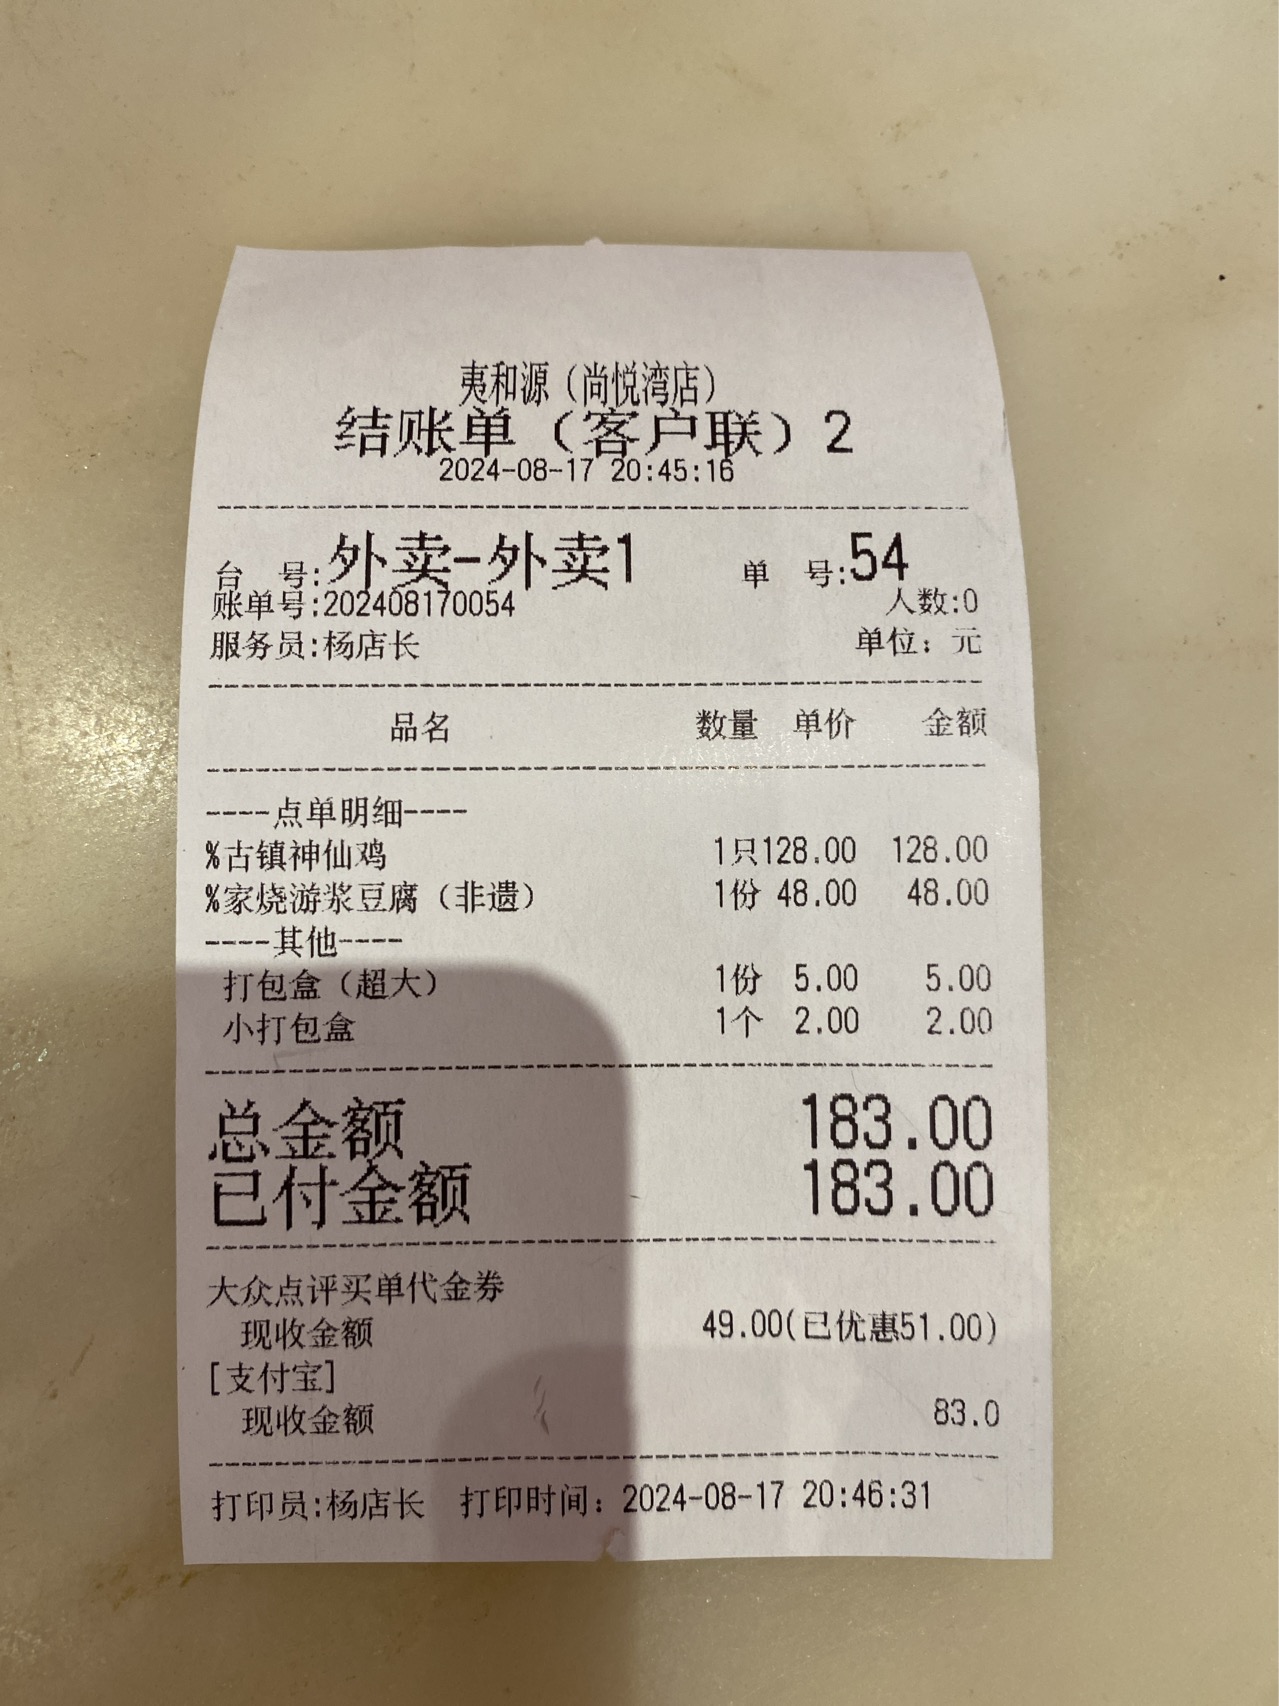 夷和源（尚悦湾店）
结账单（客户联）2
2024-08-17 20:45:16
台 号:外卖-外卖1 单 号:54
账单号:202408170054 人数:0
服务员:杨店长 单位：元
品名 数量 单价 金额
----点单明细----
%古镇神仙鸡 1只128.00 128.00
%家烧游浆豆腐（非遗） 1份 48.00 48.00
----其他----
打包盒（超大） 1份 5.00 5.00
小打包盒 1个 2.00 2.00
总金额 183.00
已付金额 183.00
大众点评买单代金券
现收金额 49.00(已优惠51.00)
[支付宝]
现收金额 83.0
打印员:杨店长 打印时间：2024-08-17 20:46:31